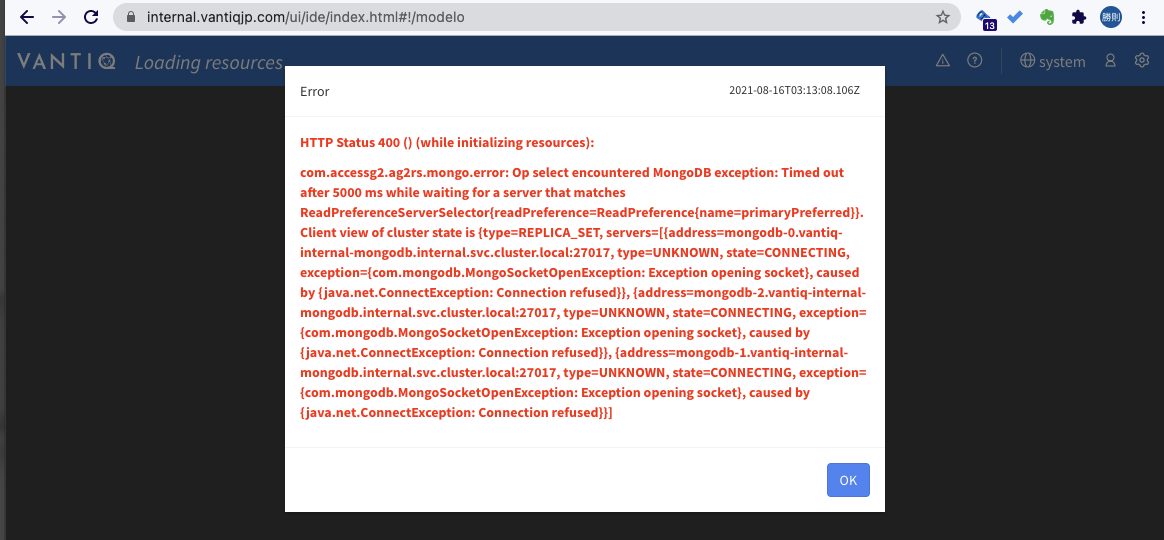 internal.vantiqjp.com/ui/ide/index.html#!/modelo
13
勝則
VANTIQ Loading resources
system
Error
2021-08-16T03:13:08.106Z
HTTP Status 400 () (while initializing resources):
com.accessg2.ag2rs.mongo.error: Op select encountered MongoDB exception: Timed out
after 5000 ms while waiting for a server that matches
ReadPreferenceServerSelector{readPreference=ReadPreference{name=primaryPreferred}}.
Client view of cluster state is {type=REPLICA_SET, servers=[{address=mongodb-0.vantiq-
internal-mongodb.internal.svc.cluster.local:27017, type=UNKNOWN, state=CONNECTING,
exception={com.mongodb.MongoSocketOpenException: Exception opening socket}, caused
by {java.net.ConnectException: Connection refused}}, {address=mongodb-2.vantiq-internal-
mongodb.internal.svc.cluster.local:27017, type=UNKNOWN, state=CONNECTING, exception=
{com.mongodb.MongoSocketOpenException: Exception opening socket}, caused by
{java.net.ConnectException: Connection refused}}, {address=mongodb-1.vantiq-internal-
mongodb.internal.svc.cluster.local:27017, type=UNKNOWN, state=CONNECTING, exception=
{com.mongodb.MongoSocketOpenException: Exception opening socket}, caused by
{java.net.ConnectException: Connection refused}}]
OK